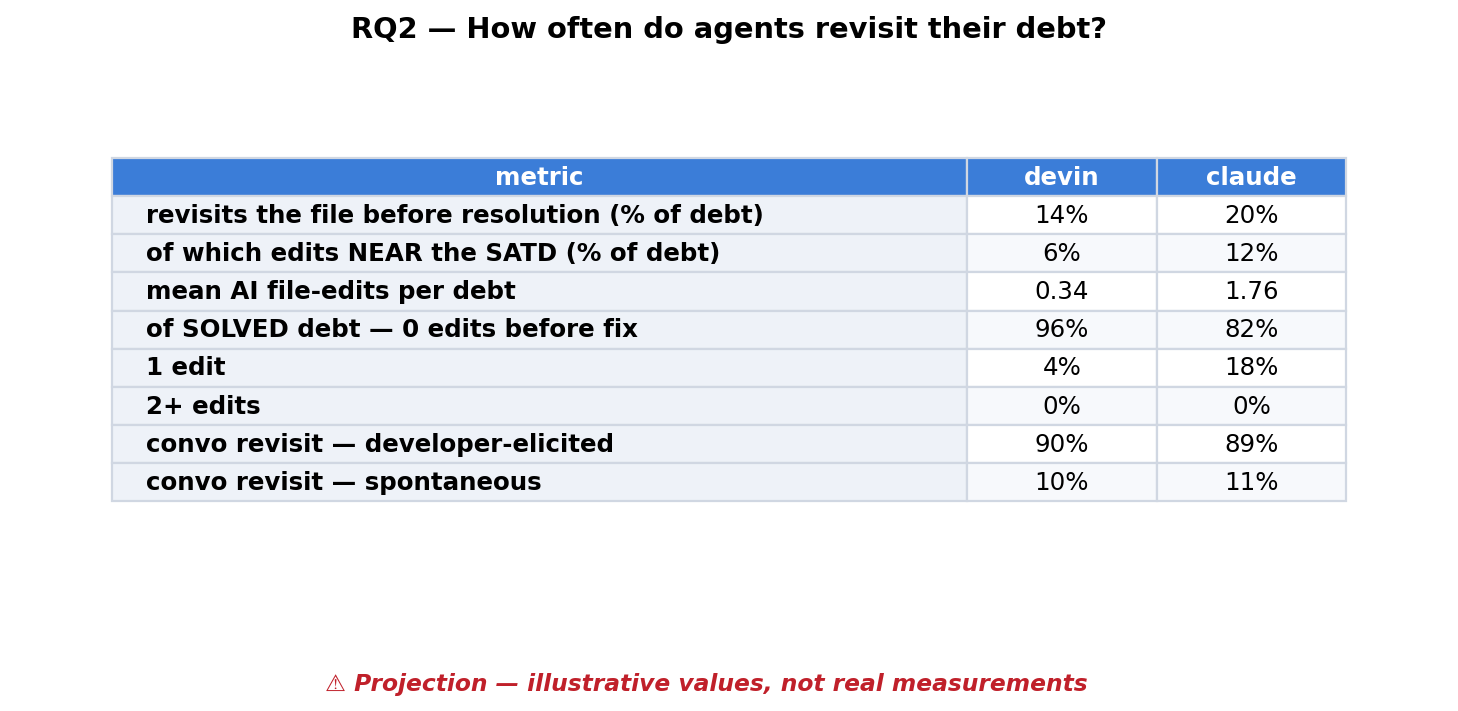 RQ2 — How often do agents revisit their debt?
metric devin claude
revisits the file before resolution (% of debt) 14% 20%
of which edits NEAR the SATD (% of debt) 6% 12%
mean AI file-edits per debt 0.34 1.76
of SOLVED debt — 0 edits before fix 96% 82%
1 edit 4% 18%
2+ edits 0% 0%
convo revisit — developer-elicited 90% 89%
convo revisit — spontaneous 10% 11%
⚠ Projection — illustrative values, not real measurements